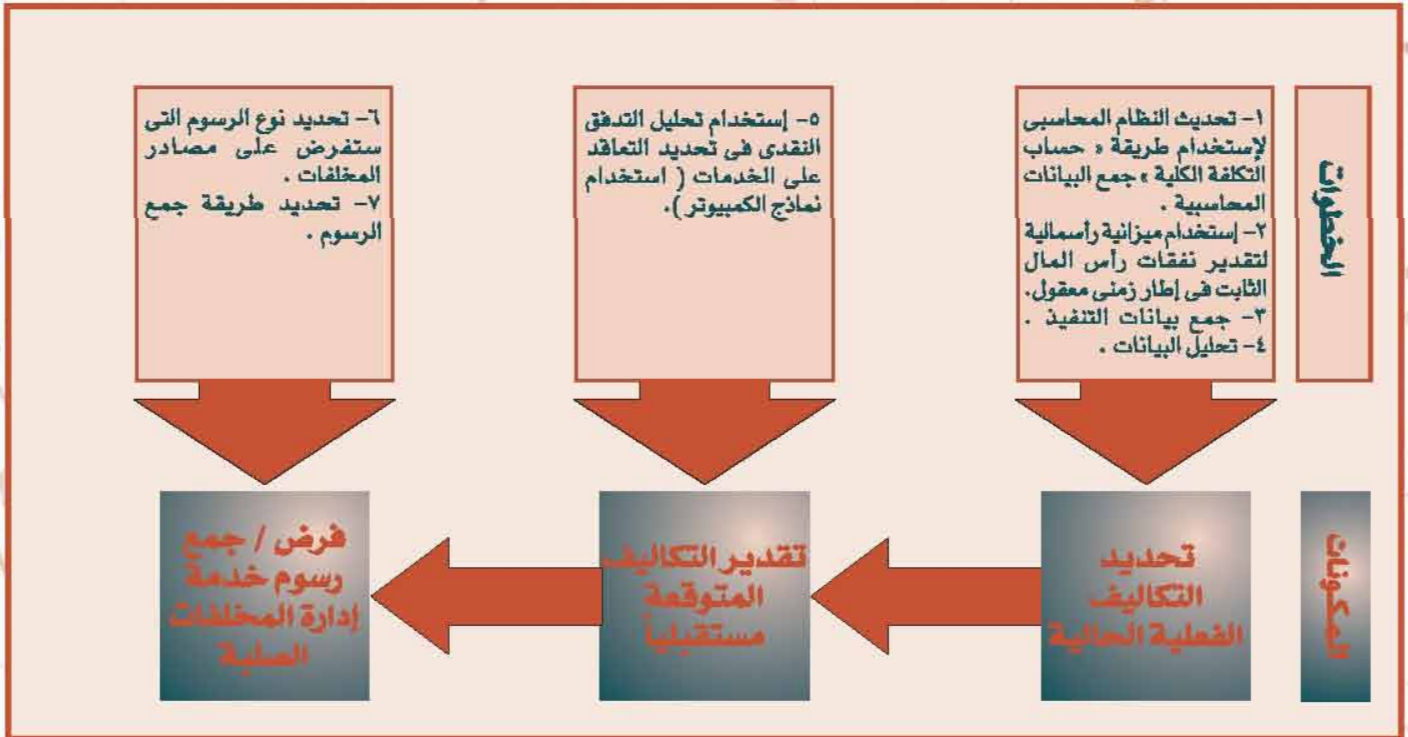 الخطوات
١- تحديث النظام المحاسبى
لإستخدام طريقة « حساب
التكلفة الكلية » جمع البيانات
المحاسبية .
٢- إستخدام ميزانية رأسمالية
لتقدير نفقات رأس المال
الثابت فى إطار زمنى معقول.
٣- جمع بيانات التنفيذ .
٤- تحليل البيانات .
٥- إستخدام تحليل التدفق
النقدى فى تحديد التعاقد
على الخدمات ( استخدام
نماذج الكمبيوتر ).
٦- تحديد نوع الرسوم التى
ستفرض على مصادر
المخلفات .
٧- تحديد طريقة جمع
الرسوم .
المكونات
تحديد
التكاليف
الفعلية الحالية
تقدير التكاليف
المتوقعة
مستقبلياً
فرض / جمع
رسوم خدمة
إدارة المخلفات
الصلبة